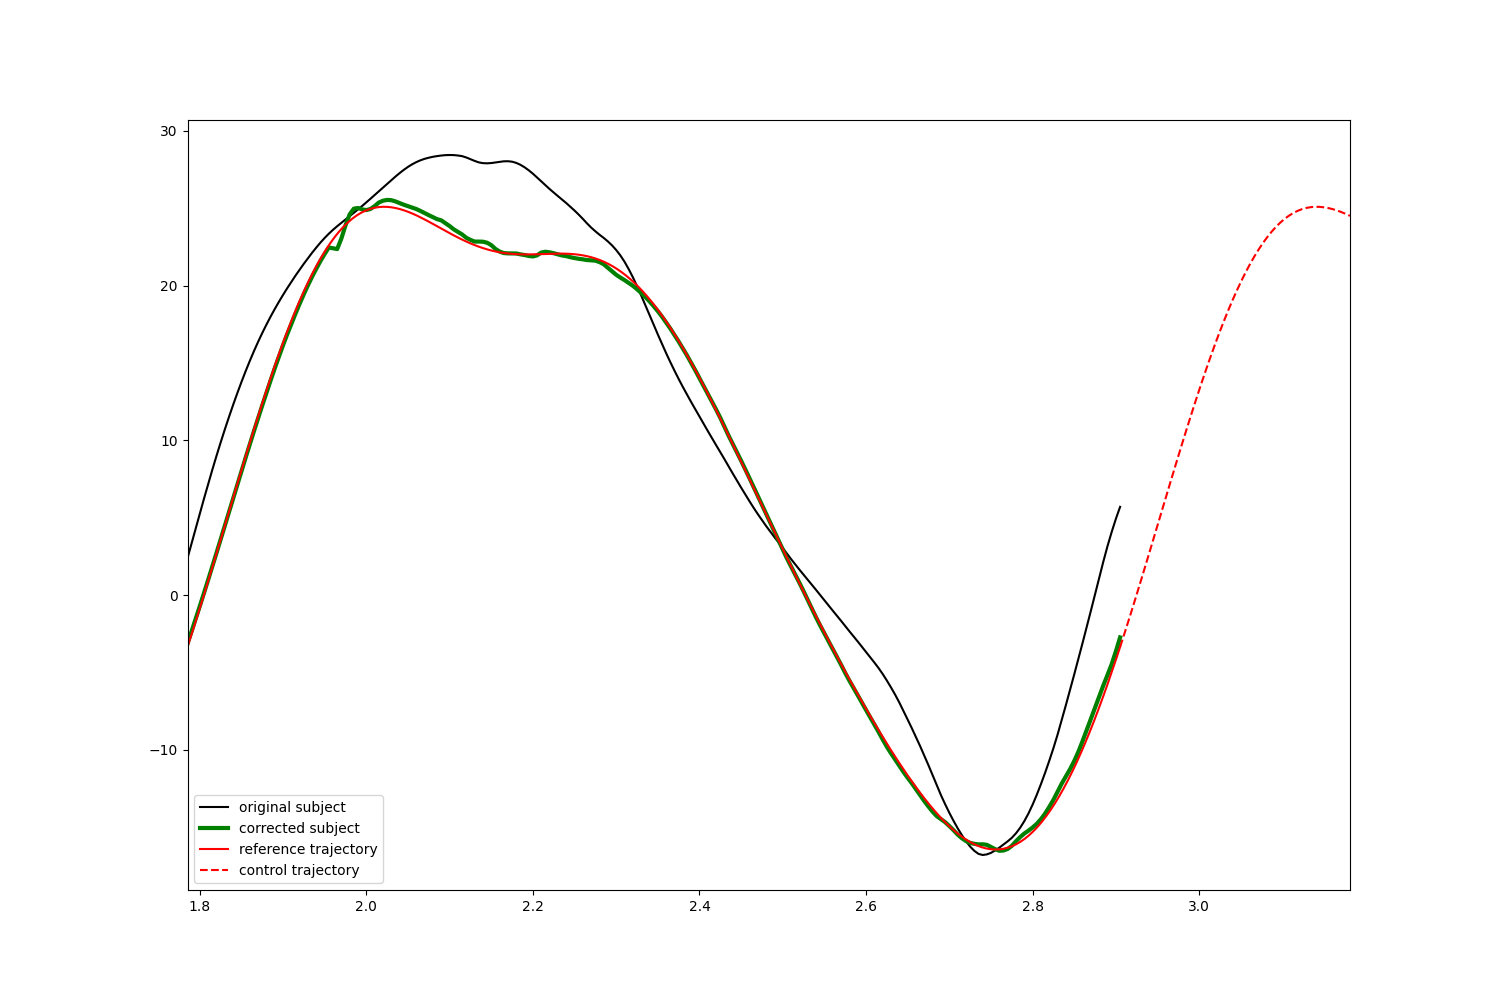 30
20
10
0
−10
original subject
corrected subject
reference trajectory
control trajectory
1.8 2.0 2.2 2.4 2.6 2.8 3.0